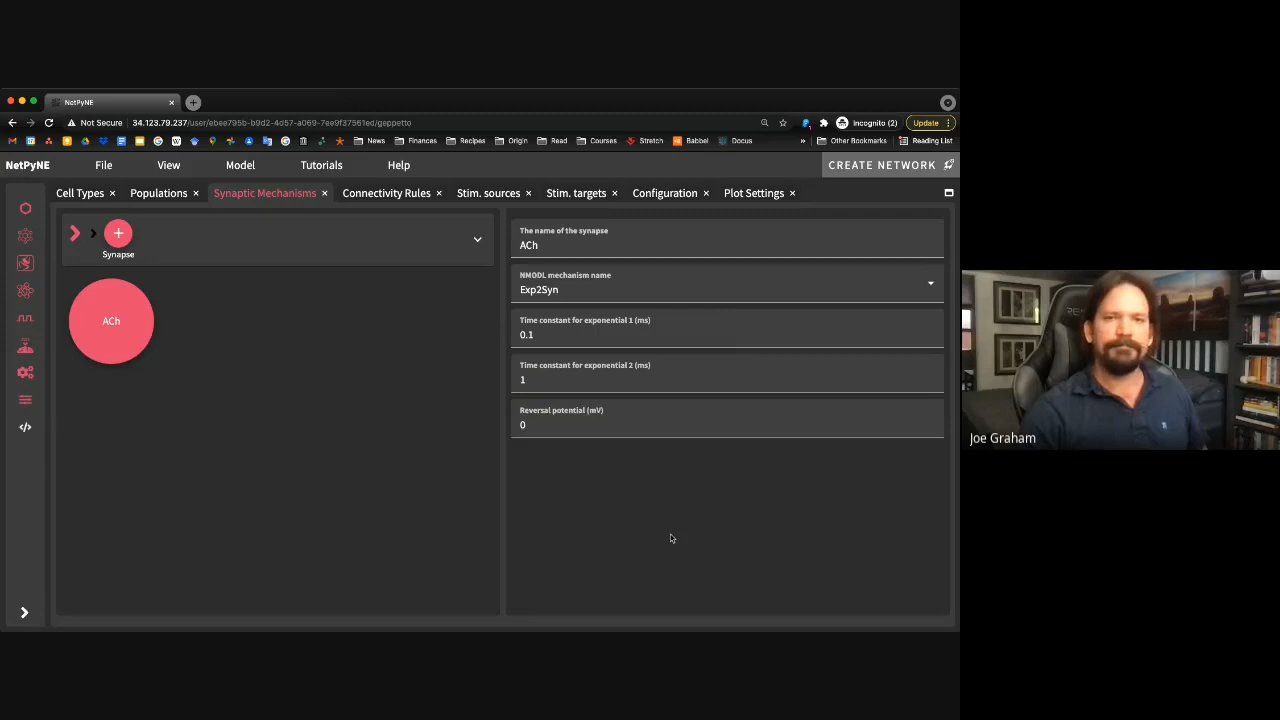 NetPyNE
Not Secure 34.123.79.237/user/ebee795b-b9d2-4d57-a069-7ee9f37561ed/geppetto Incognito (2) Update
News Finances Recipes Origin Read Courses Stretch Babbel Docus » Other Bookmarks Reading List
NetPyNE File View Model Tutorials Help CREATE NETWORK
Cell Types Populations Synaptic Mechanisms Connectivity Rules Stim. sources Stim. targets Configuration Plot Settings
Synapse
ACh
The name of the synapse
ACh
NMODL mechanism name
Exp2Syn
Time constant for exponential 1 (ms)
0.1
Time constant for exponential 2 (ms)
1
Reversal potential (mV)
0
Joe Graham